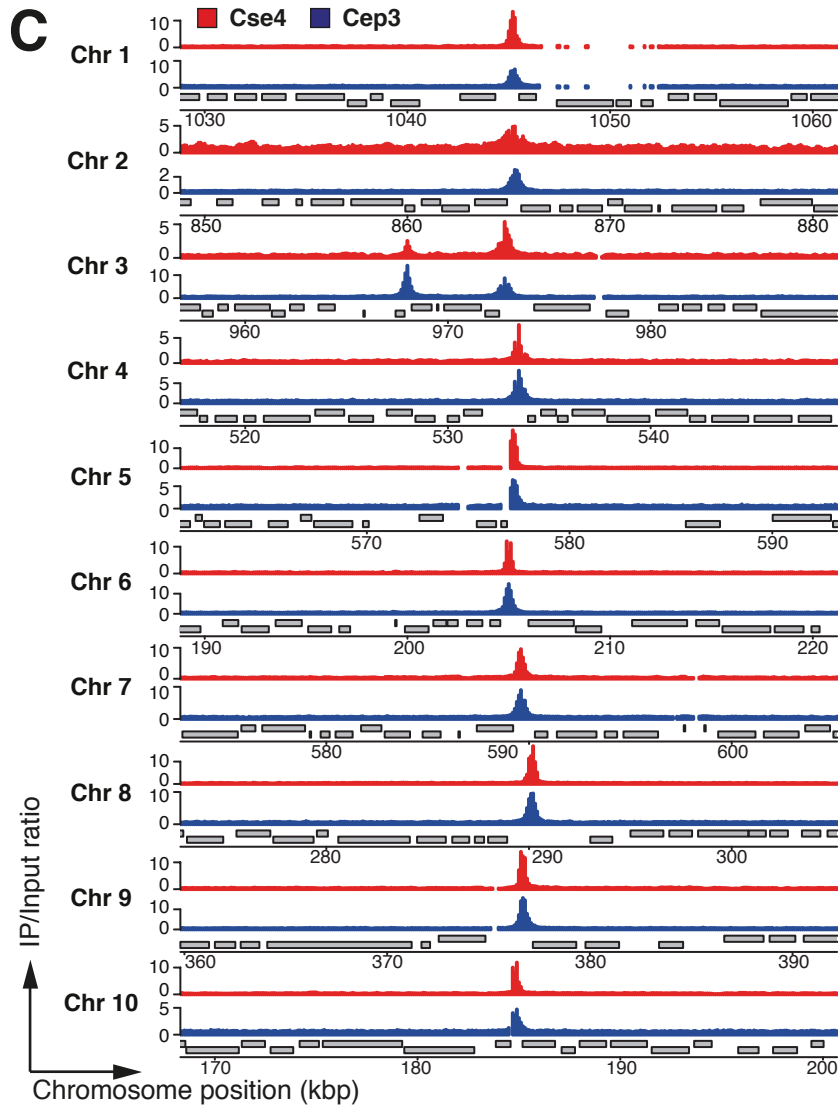 C Cse4 Cep3
Chr 1
10
0
10
0
1030 1040 1050 1060
Chr 2
5
0
2
0
850 860 870 880
Chr 3
5
0
10
0
960 970 980
Chr 4
5
0
5
0
520 530 540
Chr 5
10
0
5
0
570 580 590
Chr 6
10
0
10
0
190 200 210 220
Chr 7
10
0
10
0
580 590 600
Chr 8
10
0
10
0
280 290 300
Chr 9
10
0
10
0
360 370 380 390
Chr 10
10
0
5
0
170 180 190 200
IP/Input ratio
Chromosome position (kbp)